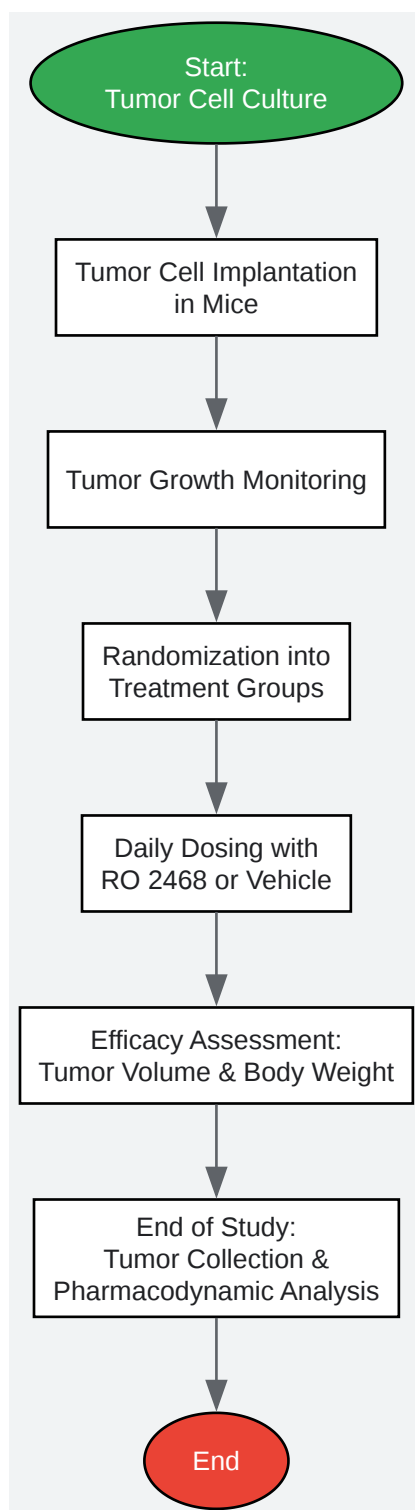 Start:
Tumor Cell Culture
Tumor Cell Implantation
in Mice
Tumor Growth Monitoring
Randomization into
Treatment Groups
Daily Dosing with
RO 2468 or Vehicle
Efficacy Assessment:
Tumor Volume & Body Weight
End of Study:
Tumor Collection &
Pharmacodynamic Analysis
End